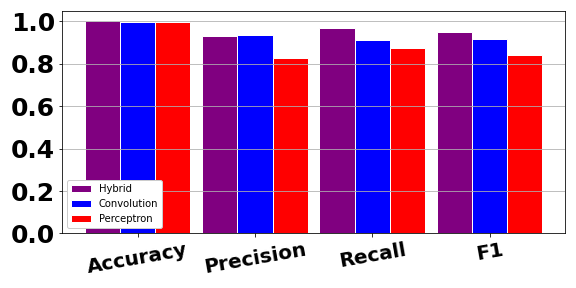 1.0
0.8
0.6
0.4
0.2
0.0
Hybrid
Convolution
Perceptron
Accuracy
Precision
Recall
F1